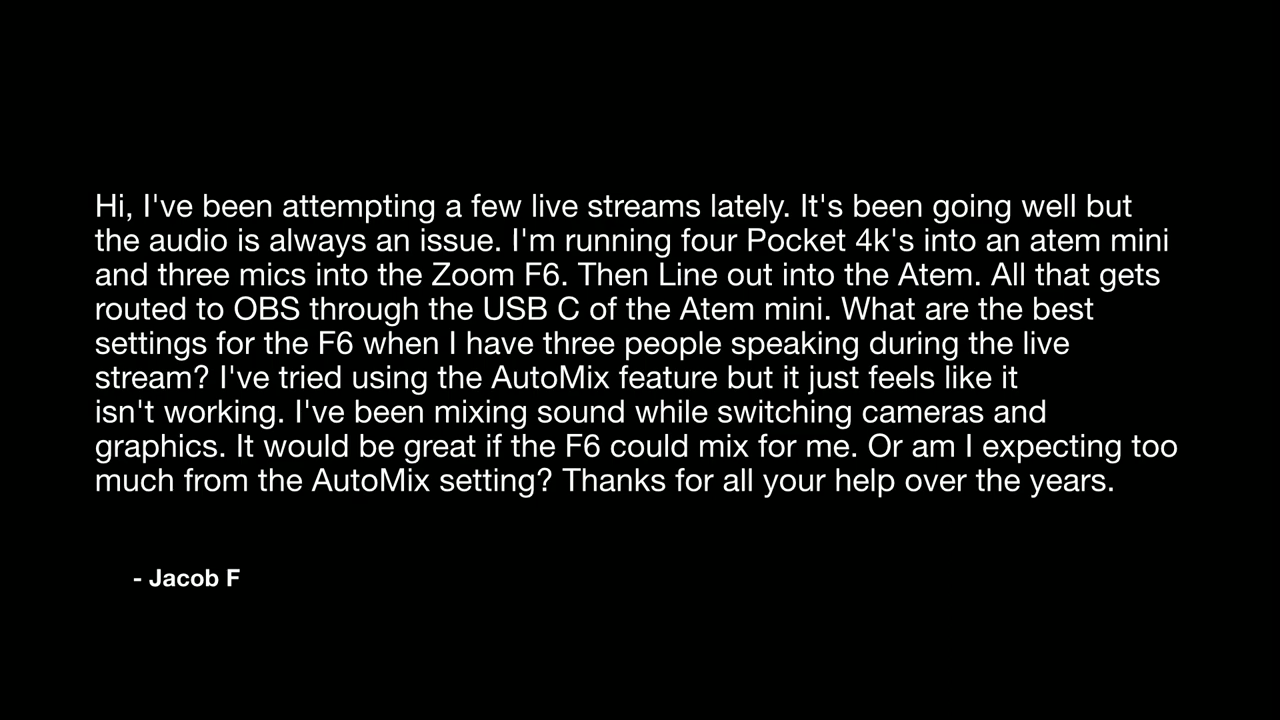 Hi, I've been attempting a few live streams lately. It's been going well but
the audio is always an issue. I'm running four Pocket 4k's into an atem mini
and three mics into the Zoom F6. Then Line out into the Atem. All that gets
routed to OBS through the USB C of the Atem mini. What are the best
settings for the F6 when I have three people speaking during the live
stream? I've tried using the AutoMix feature but it just feels like it
isn't working. I've been mixing sound while switching cameras and
graphics. It would be great if the F6 could mix for me. Or am I expecting too
much from the AutoMix setting? Thanks for all your help over the years.
- Jacob F